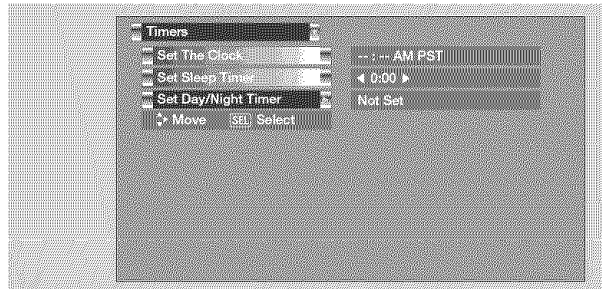 Timers
Set The Clock -- : -- AM PST
Set Sleep Timer ◀ 0:00 ▶
Set Day/Night Timer Not Set
Move SEL Select